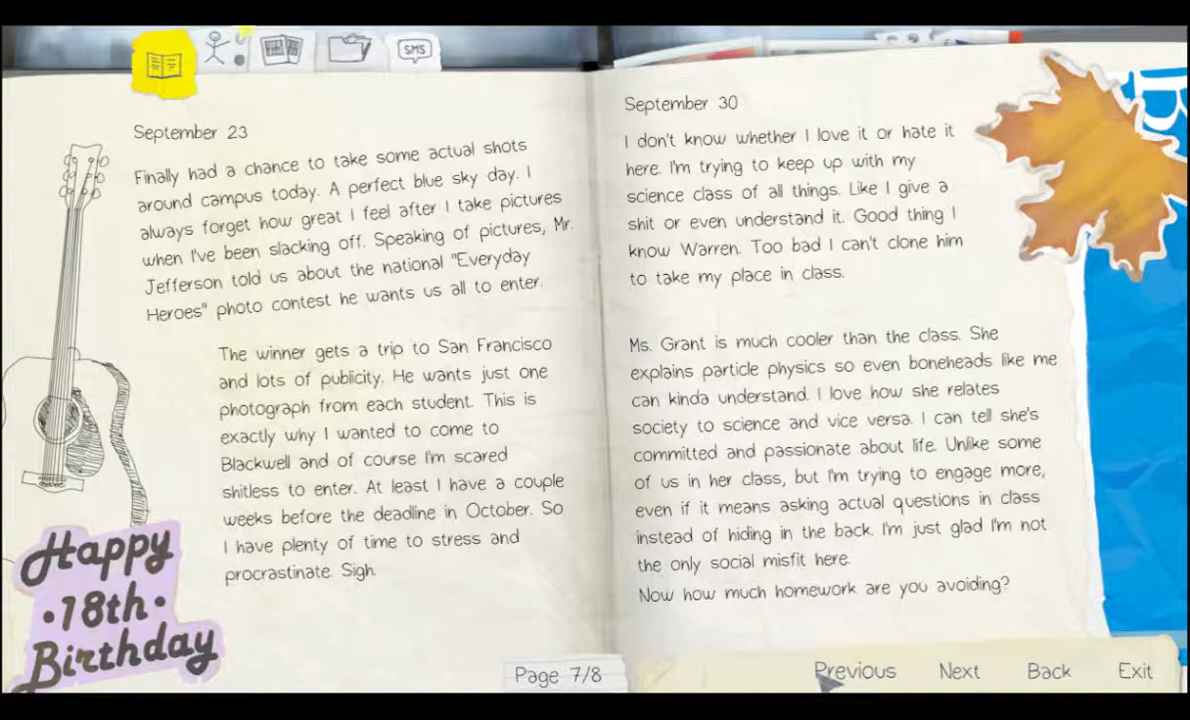 SMS
September 23
Finally had a chance to take some actual shots
around campus today. A perfect blue sky day. I
always forget how great I feel after I take pictures
when I've been slacking off. Speaking of pictures, Mr.
Jefferson told us about the national "Everyday
Heroes" photo contest he wants us all to enter.
The winner gets a trip to San Francisco
and lots of publicity. He wants just one
photograph from each student. This is
exactly why I wanted to come to
Blackwell and of course I'm scared
shitless to enter. At least I have a couple
weeks before the deadline in October. So
I have plenty of time to stress and
procrastinate. Sigh.
Happy
•18th•
Birthday
September 30
I don't know whether I love it or hate it
here. I'm trying to keep up with my
science class of all things. Like I give a
shit or even understand it. Good thing I
know Warren. Too bad I can't clone him
to take my place in class.
Ms. Grant is much cooler than the class. She
explains particle physics so even boneheads like me
can kinda understand. I love how she relates
society to science and vice versa. I can tell she's
committed and passionate about life. Unlike some
of us in her class, but I'm trying to engage more,
even if it means asking actual questions in class
instead of hiding in the back. I'm just glad I'm not
the only social misfit here.
Now how much homework are you avoiding?
Page 7/8
Previous Next Back Exit